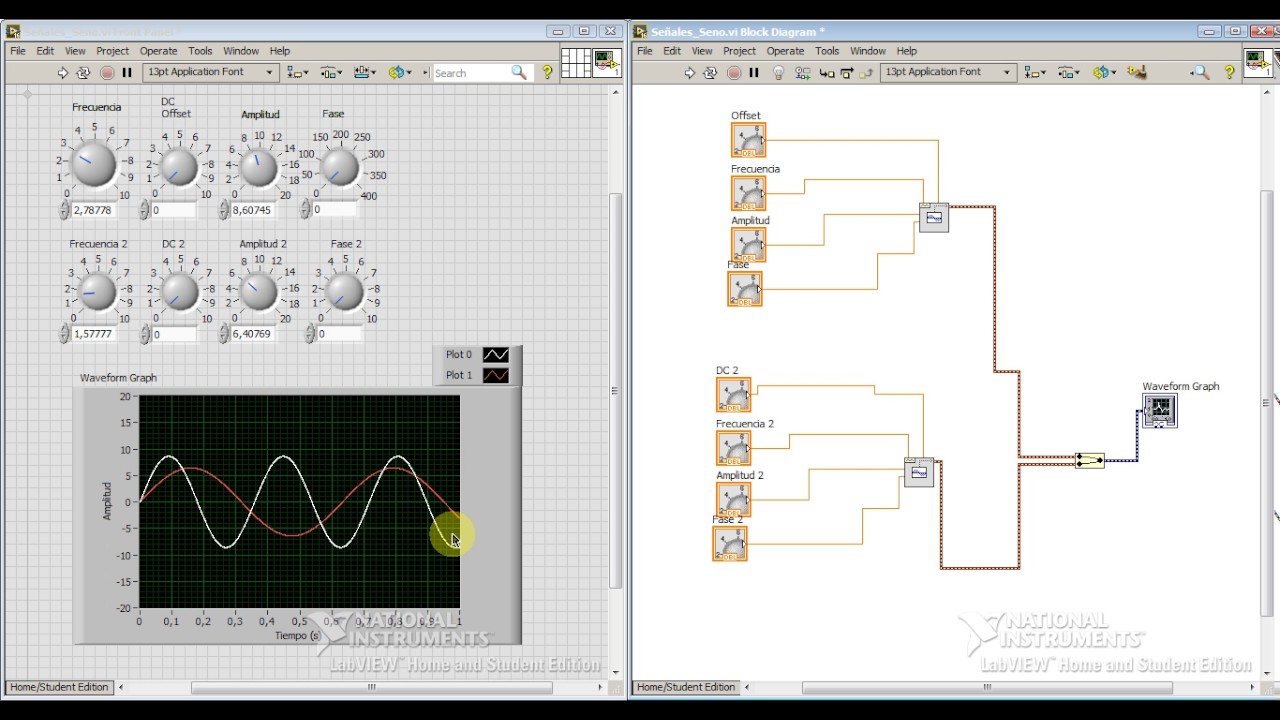 Señales_Seno.vi Block Diagram *
File Edit View Project Operate Tools Window Help
File Edit View Project Operate Tools Window Help
13pt Application Font
Search
1
13pt Application Font
1
Frecuencia
DC
Offset
Amplitud
Fase
0 1 2 3 4 5 6 7 8 9 10
0 1 2 3 4 5 6 7 8 9 10
0 2 4 6 8 10 12 14 16 18 20
0 50 100 150 200 250 300 350 400
2,78778
0
8,60745
0
Frecuencia 2
DC 2
Amplitud 2
Fase 2
0 1 2 3 4 5 6 7 8 9 10
0 1 2 3 4 5 6 7 8 9 10
0 2 4 6 8 10 12 14 16 18 20
0 1 2 3 4 5 6 7 8 9 10
1,57777
0
6,40769
0
Plot 0
Plot 1
Waveform Graph
Amplitud
20
15
10
5
0
-5
-10
-15
-20
0 0,1 0,2 0,3 0,4 0,5 0,6 0,7 0,8 0,9 1
Tiempo (s)
NATIONAL
INSTRUMENTS™
LabVIEW™ Home and Student Edition
Home/Student Edition
Offset
DBL
Frecuencia
DBL
Amplitud
DBL
Fase
DBL
DC 2
DBL
Frecuencia 2
DBL
Amplitud 2
DBL
Fase 2
DBL
Waveform Graph
NATIONAL
INSTRUMENTS™
LabVIEW™ Home and Student Edition
Home/Student Edition